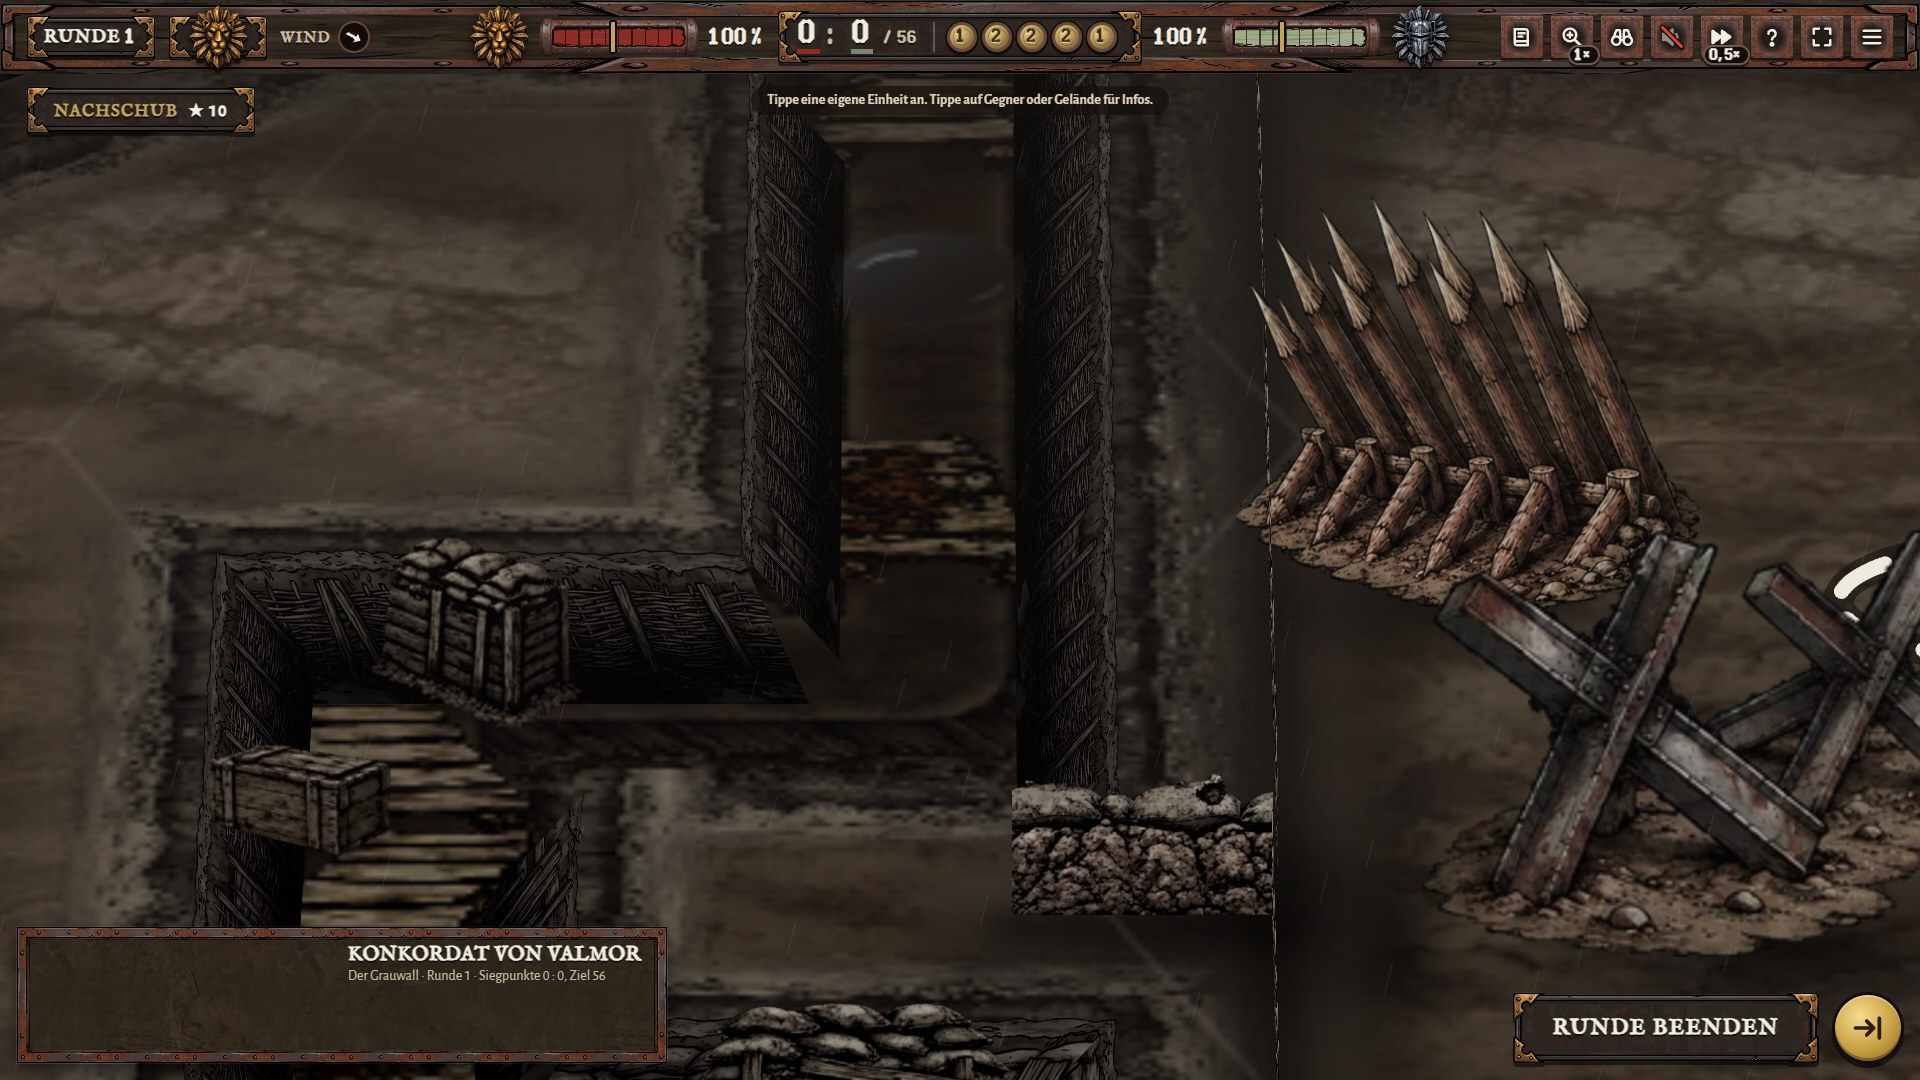 RUNDE 1
WIND
100 %
0 : 0 / 56
1 2 2 2 1
100 %
1×
0,5×
?
NACHSCHUB ★ 10
Tippe eine eigene Einheit an. Tippe auf Gegner oder Gelände für Infos.
KONKORDAT VON VALMOR
Der Grauwall · Runde 1 · Siegpunkte 0 : 0, Ziel 56
RUNDE BEENDEN